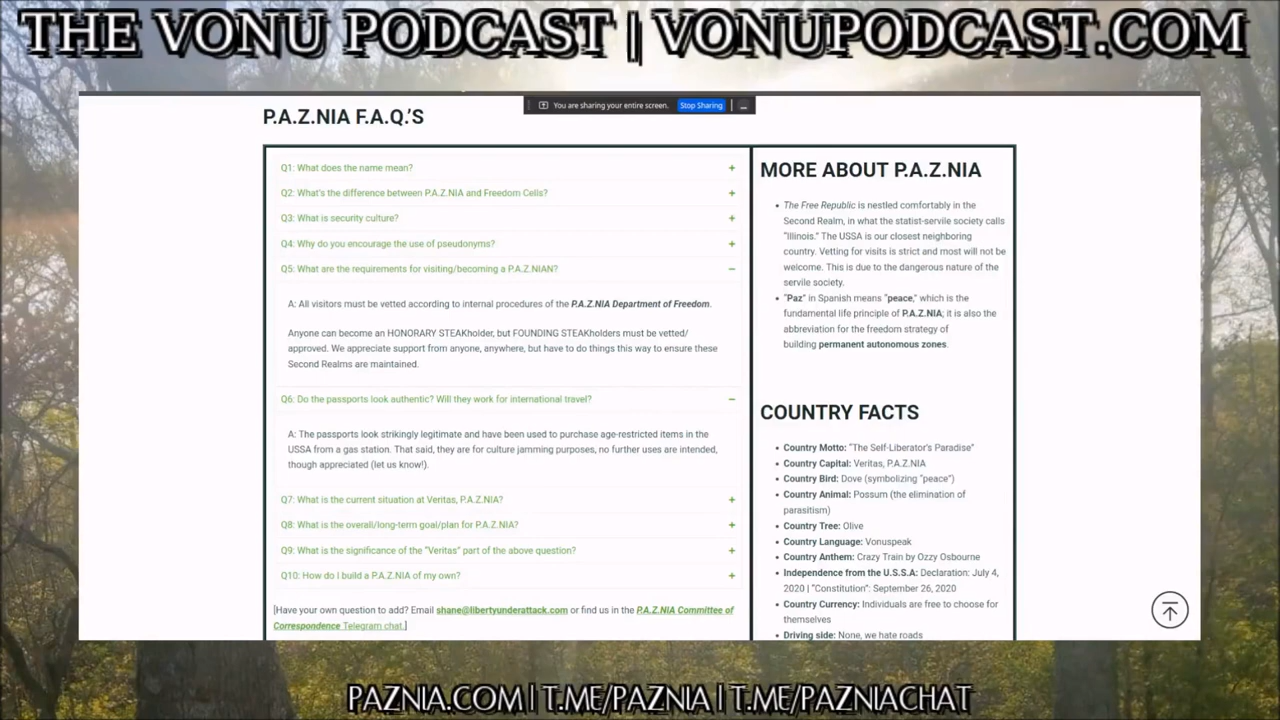 THE VONU PODCAST | VONUPODCAST.COM
You are sharing your entire screen. Stop Sharing
P.A.Z.NIA F.A.Q.'S
Q1: What does the name mean? +
Q2: What's the difference between P.A.Z.NIA and Freedom Cells? +
Q3: What is security culture? +
Q4: Why do you encourage the use of pseudonyms? +
Q5: What are the requirements for visiting/becoming a P.A.Z.NIAN? −
A: All visitors must be vetted according to internal procedures of the P.A.Z.NIA Department of Freedom.
Anyone can become an HONORARY STEAKholder, but FOUNDING STEAKholders must be vetted/
approved. We appreciate support from anyone, anywhere, but have to do things this way to ensure these
Second Realms are maintained.
Q6: Do the passports look authentic? Will they work for international travel? −
A: The passports look strikingly legitimate and have been used to purchase age-restricted items in the
USSA from a gas station. That said, they are for culture jamming purposes, no further uses are intended,
though appreciated (let us know!).
Q7: What is the current situation at Veritas, P.A.Z.NIA? +
Q8: What is the overall/long-term goal/plan for P.A.Z.NIA? +
Q9: What is the significance of the "Veritas" part of the above question? +
Q10: How do I build a P.A.Z.NIA of my own? +
[Have your own question to add? Email shane@libertyunderattack.com or find us in the P.A.Z.NIA Committee of
Correspondence Telegram chat.]
MORE ABOUT P.A.Z.NIA
• The Free Republic is nestled comfortably in the
Second Realm, in what the statist-servile society calls
"Illinois." The USSA is our closest neighboring
country. Vetting for visits is strict and most will not be
welcome. This is due to the dangerous nature of the
servile society.
• "Paz" in Spanish means "peace," which is the
fundamental life principle of P.A.Z.NIA; it is also the
abbreviation for the freedom strategy of
building permanent autonomous zones.
COUNTRY FACTS
• Country Motto: "The Self-Liberator's Paradise"
• Country Capital: Veritas, P.A.Z.NIA
• Country Bird: Dove (symbolizing "peace")
• Country Animal: Possum (the elimination of
parasitism)
• Country Tree: Olive
• Country Language: Vonuspeak
• Country Anthem: Crazy Train by Ozzy Osbourne
• Independence from the U.S.S.A: Declaration: July 4,
2020 | "Constitution": September 26, 2020
• Country Currency: Individuals are free to choose for
themselves
• Driving side: None, we hate roads
PAZNIA.COM | T.ME/PAZNIA | T.ME/PAZNIACHAT